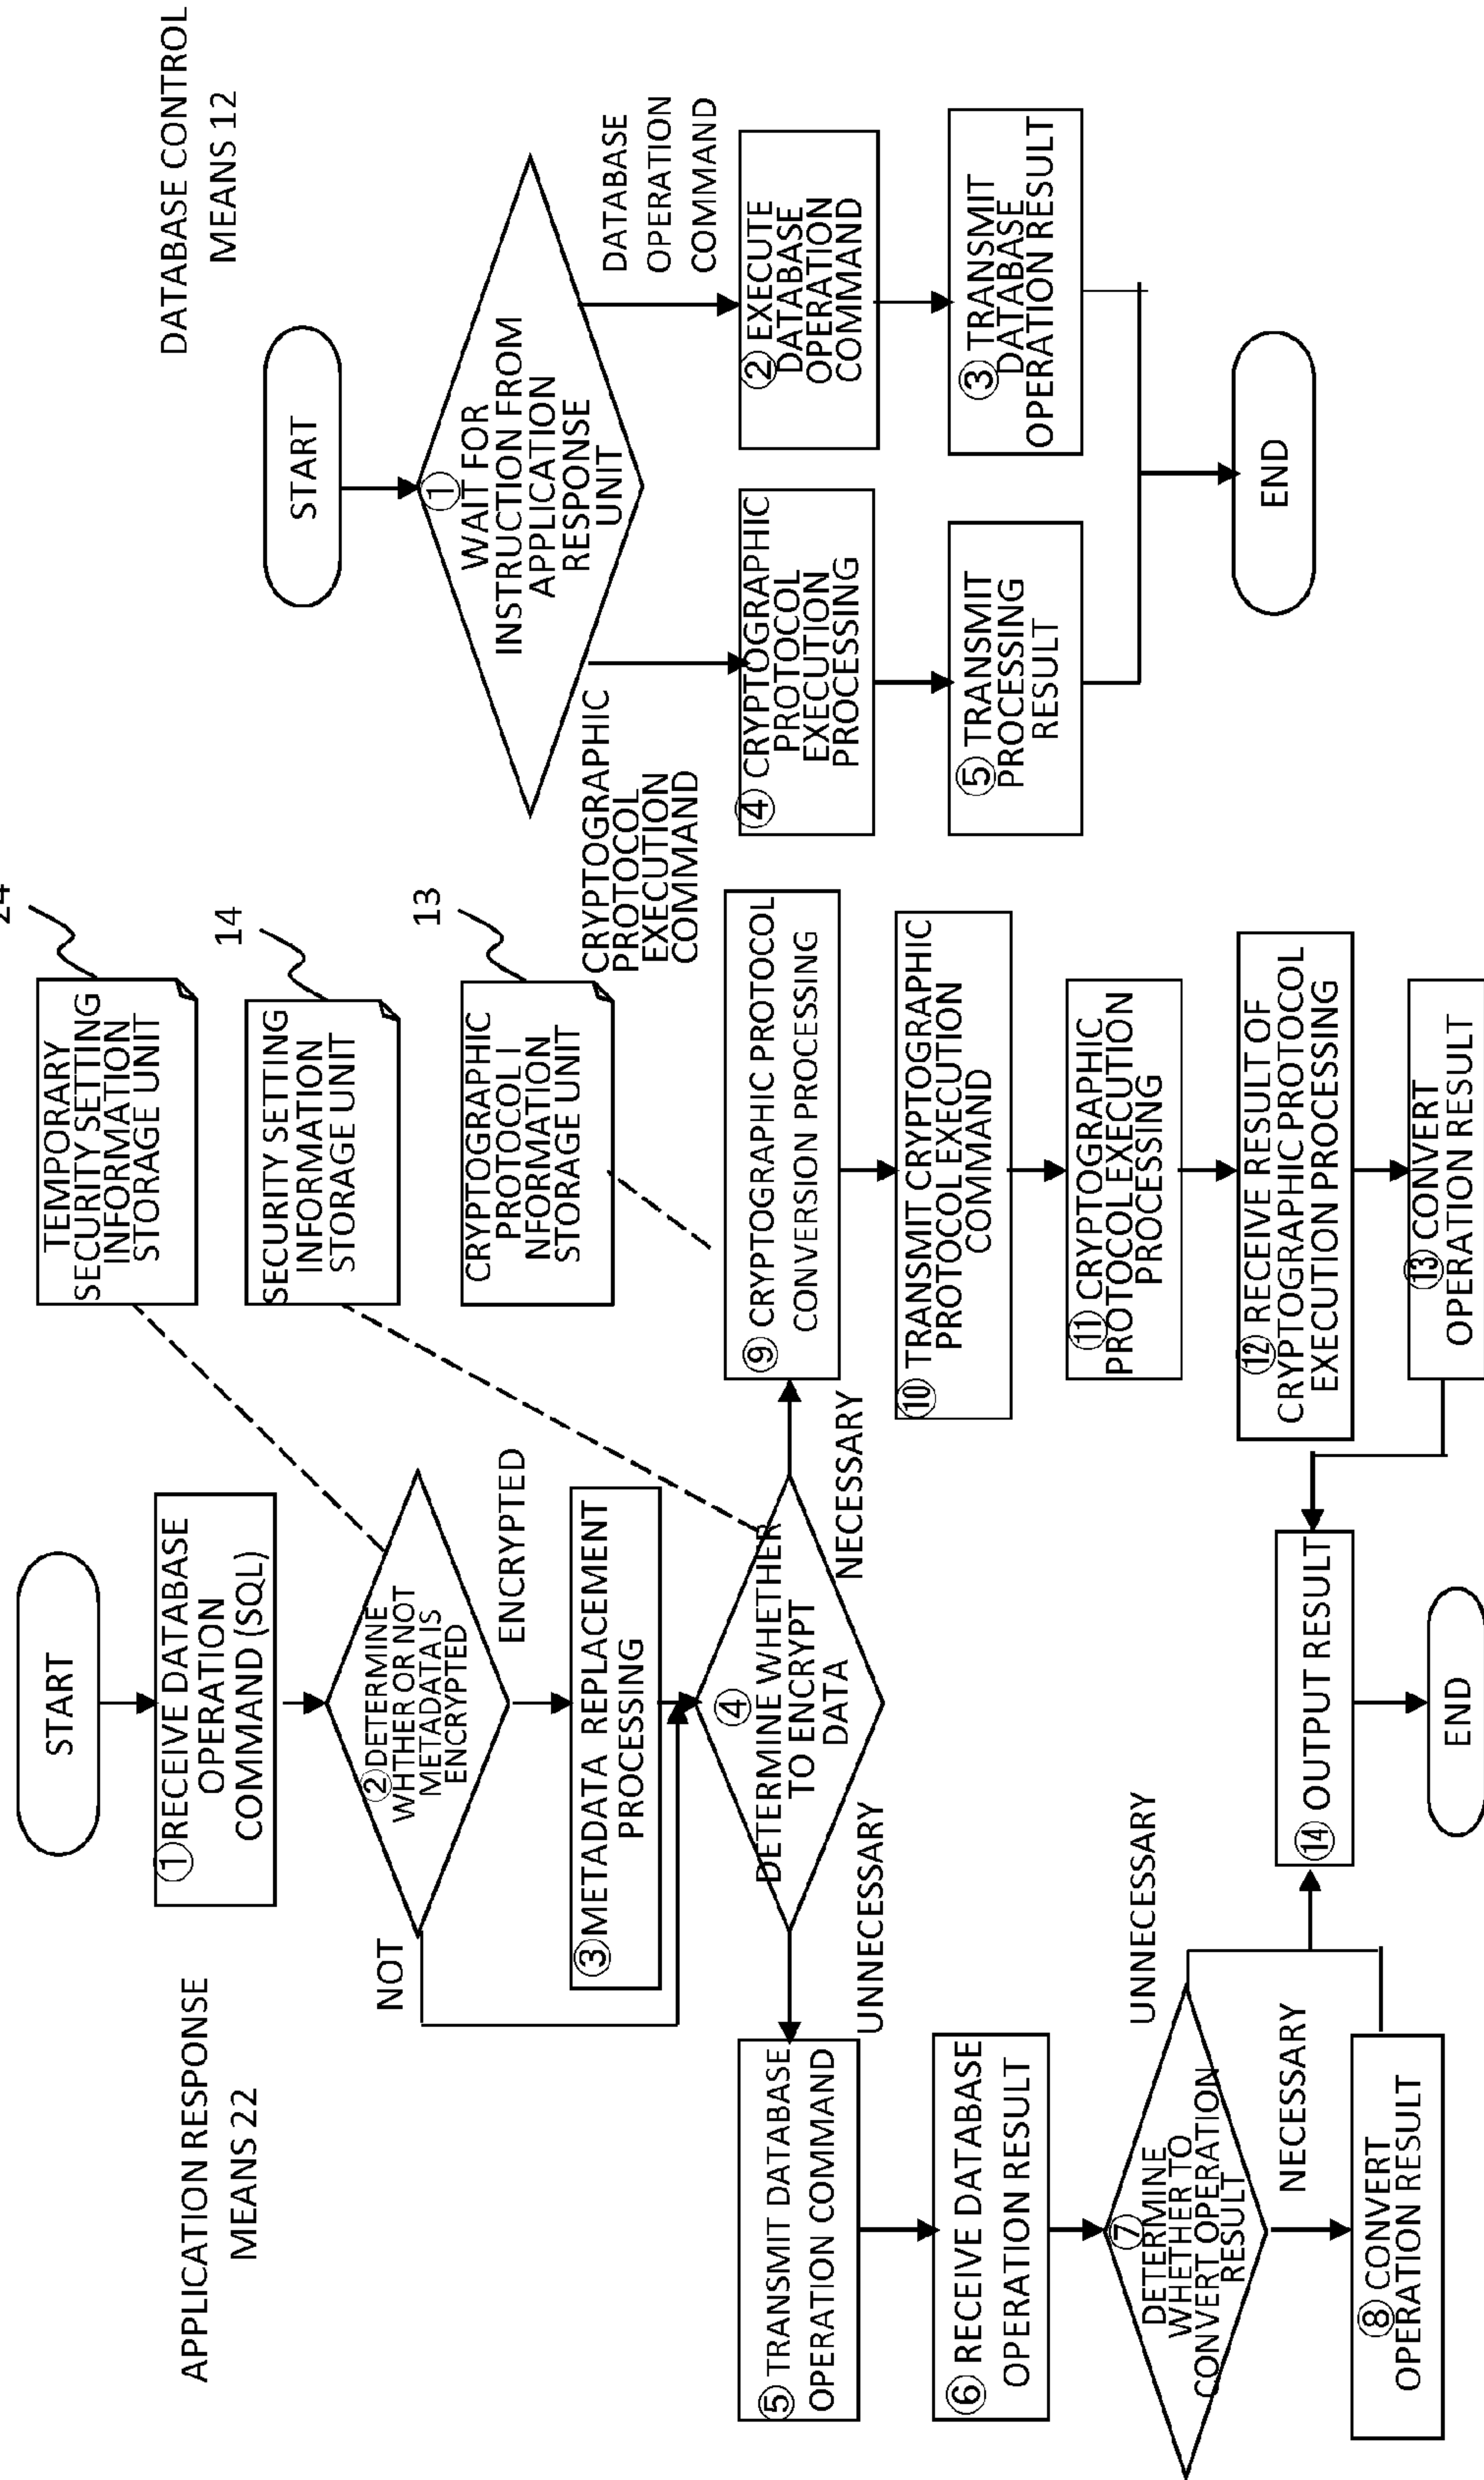 APPLICATION RESPONSE
MEANS 22
START
①RECEIVE DATABASE
OPERATION
COMMAND (SQL)
②DETERMINE
WHTHER OR NOT
METADATA IS
ENCRYPTED
NOT
ENCRYPTED
③METADATA REPLACEMENT
PROCESSING
④
DETERMINE WHETHER
TO ENCRYPT
DATA
UNNECESSARY
NECESSARY
⑤ TRANSMIT DATABASE
OPERATION COMMAND
⑥ RECEIVE DATABASE
OPERATION RESULT
⑦
DETERMINE
WHETHER TO
CONVERT OPERATION
RESULT
UNNECESSARY
NECESSARY
⑧ CONVERT
OPERATION RESULT
TEMPORARY
SECURITY SETTING
INFORMATION
STORAGE UNIT
SECURITY SETTING
INFORMATION
STORAGE UNIT
14
CRYPTOGRAPHIC
PROTOCOL I
NFORMATION
STORAGE UNIT
13
⑨ CRYPTOGRAPHIC PROTOCOL
CONVERSION PROCESSING
⑩ TRANSMIT CRYPTOGRAPHIC
PROTOCOL EXECUTION
COMMAND
⑪ CRYPTOGRAPHIC
PROTOCOL EXECUTION
PROCESSING
⑫ RECEIVE RESULT OF
CRYPTOGRAPHIC PROTOCOL
EXECUTION PROCESSING
⑬ CONVERT
OPERATION RESULT
⑭ OUTPUT RESULT
END
DATABASE CONTROL
MEANS 12
START
①
WAIT FOR
INSTRUCTION FROM
APPLICATION
RESPONSE
UNIT
CRYPTOGRAPHIC
PROTOCOL
EXECUTION
COMMAND
DATABASE
OPERATION
COMMAND
④ CRYPTOGRAPHIC
PROTOCOL
EXECUTION
PROCESSING
② EXECUTE
DATABASE
OPERATION
COMMAND
⑤ TRANSMIT
PROCESSING
RESULT
③ TRANSMIT
DATABASE
OPERATION RESULT
END